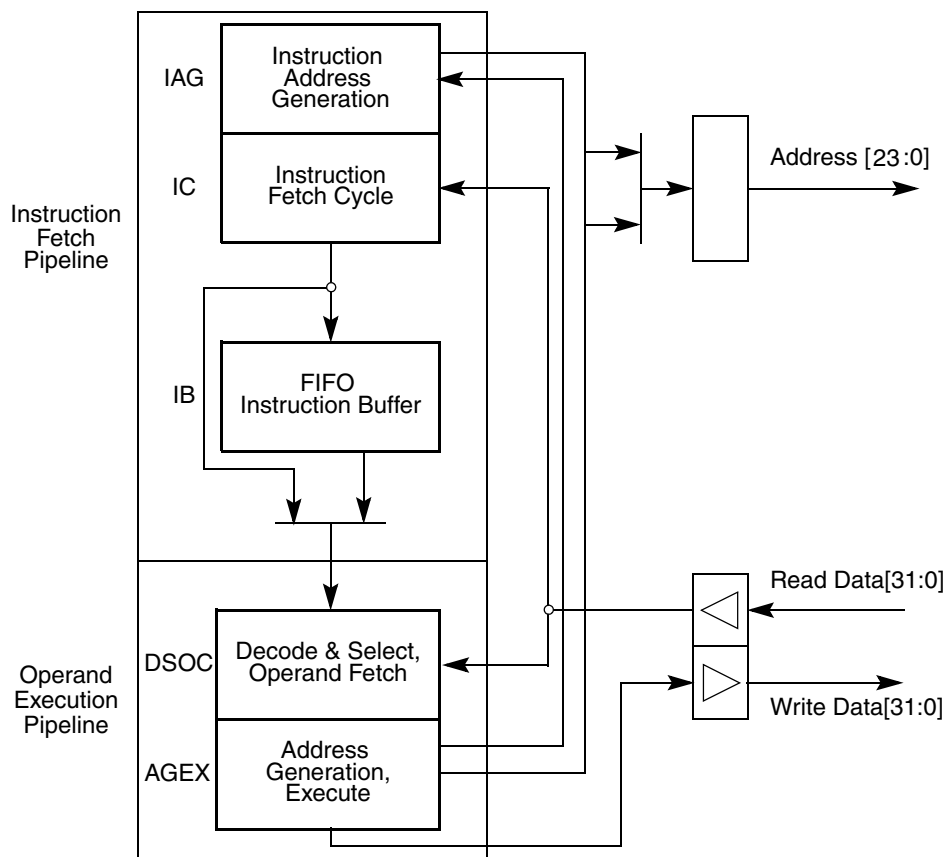 IAG
Instruction
Address
Generation
IC
Instruction
Fetch Cycle
Address [23:0]
Instruction
Fetch
Pipeline
IB
FIFO
Instruction Buffer
Read Data[31:0]
DSOC
Decode & Select,
Operand Fetch
Operand
Execution
Pipeline
Write Data[31:0]
AGEX
Address
Generation,
Execute